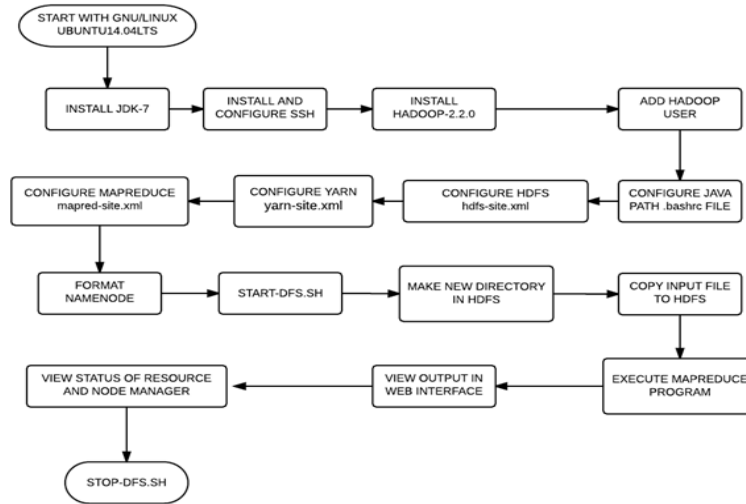 START WITH GNU/LINUX
UBUNTU14.04LTS
INSTALL JDK-7
INSTALL AND
CONFIGURE SSH
INSTALL
HADOOP-2.2.0
ADD HADOOP
USER
CONFIGURE JAVA
PATH .bashrc FILE
CONFIGURE HDFS
hdfs-site.xml
CONFIGURE YARN
yarn-site.xml
CONFIGURE MAPREDUCE
mapred-site.xml
FORMAT
NAMENODE
START-DFS.SH
MAKE NEW DIRECTORY
IN HDFS
COPY INPUT FILE
TO HDFS
EXECUTE MAPREDUCE
PROGRAM
VIEW OUTPUT IN
WEB INTERFACE
VIEW STATUS OF RESOURCE
AND NODE MANAGER
STOP-DFS.SH